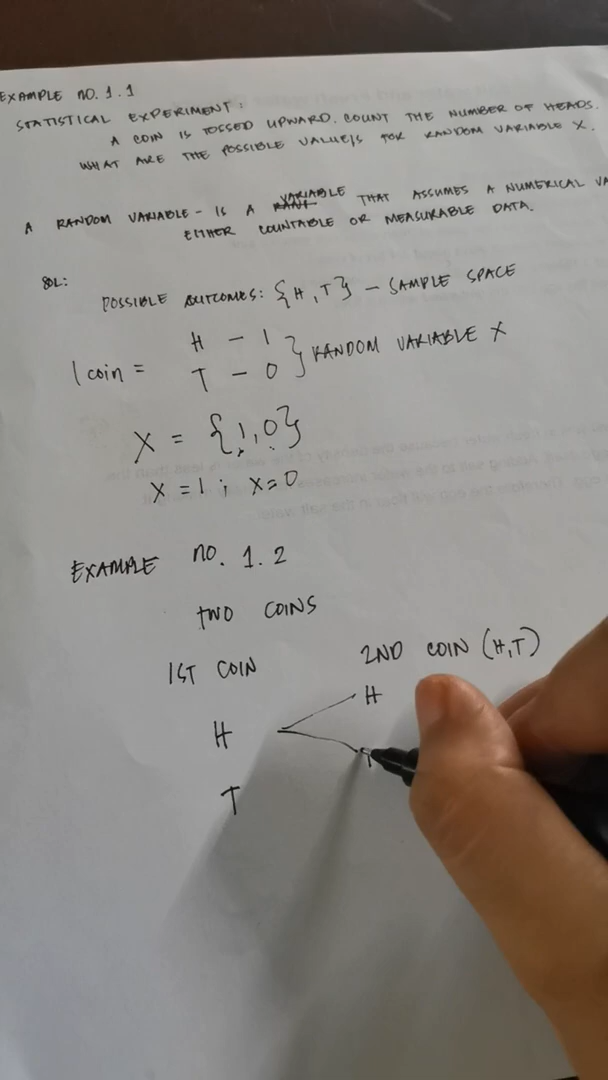 EXAMPLE NO. 1.1
STATISTICAL EXPERIMENT:
A COIN IS TOSSED UPWARD. COUNT THE NUMBER OF HEADS.
WHAT ARE THE POSSIBLE VALUE/S FOR RANDOM VARIABLE X.
A RANDOM VARIABLE - IS A VARIABLE THAT ASSUMES A NUMERICAL VA
EITHER COUNTABLE OR MEASURABLE DATA.
SOL:
POSSIBLE OUTCOMES: {H,T} - SAMPLE SPACE
1 coin =
H - 1
T - 0
} RANDOM VARIABLE X
X = {1,0}
X = 1 ; X = 0
EXAMPLE NO. 1.2
TWO COINS
1ST COIN
2ND COIN (H,T)
H
H
T
T